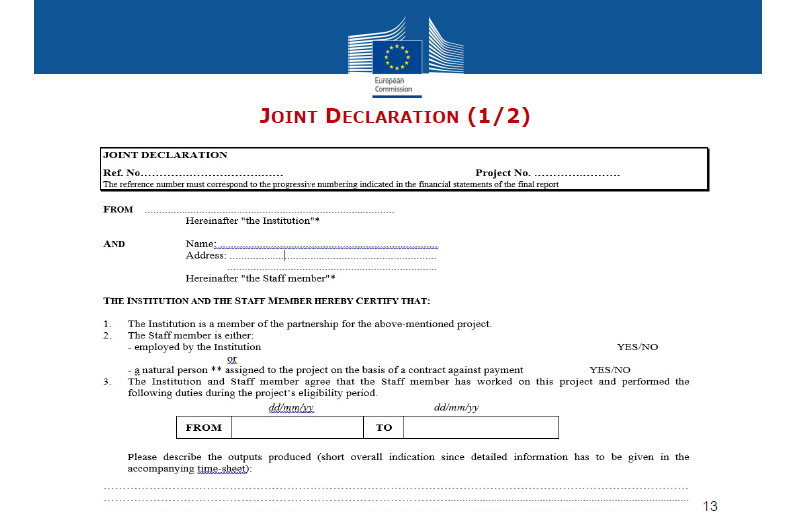 European
Commission
JOINT DECLARATION (1/2)
JOINT DECLARATION
Ref. No…………………………………… Project No. ……………………
The reference number must correspond to the progressive numbering indicated in the financial statements of the final report
FROM ……………………………………………………………
Hereinafter "the Institution"*
AND Name: ……………………………………………………
Address: …………………………………………………
……………………………………………………
Hereinafter "the Staff member"*
THE INSTITUTION AND THE STAFF MEMBER HEREBY CERTIFY THAT:
1. The Institution is a member of the partnership for the above-mentioned project.
2. The Staff member is either:
- employed by the Institution YES/NO
or
- a natural person ** assigned to the project on the basis of a contract against payment YES/NO
3. The Institution and Staff member agree that the Staff member has worked on this project and performed the
following duties during the project's eligibility period.
dd/mm/yy dd/mm/yy
FROM TO
Please describe the outputs produced (short overall indication since detailed information has to be given in the
accompanying time-sheet):
………………………………………………………………………………………………
………………………………………………………………………………………………
13